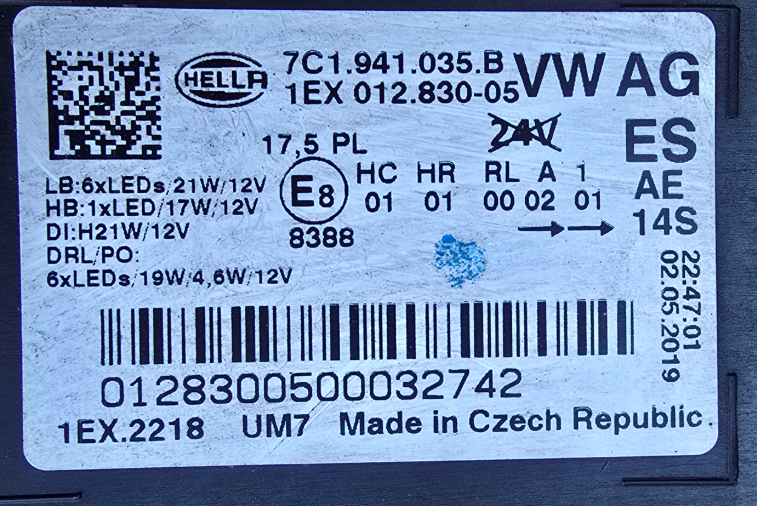 HELLA
7C1.941.035.B
1EX 012.830-05
VW AG
17,5 PL
24V
ES
AE
14S
LB:6xLEDs/21W/12V
HB:1xLED/17W/12V
DI:H21W/12V
DRL/PO:
6xLEDs/19W/4,6W/12V
E8
8388
HC HR RL A 1
01 01 00 02 01
22:47:01
02.05.2019
0128300500032742
1EX.2218 UM7 Made in Czech Republic.